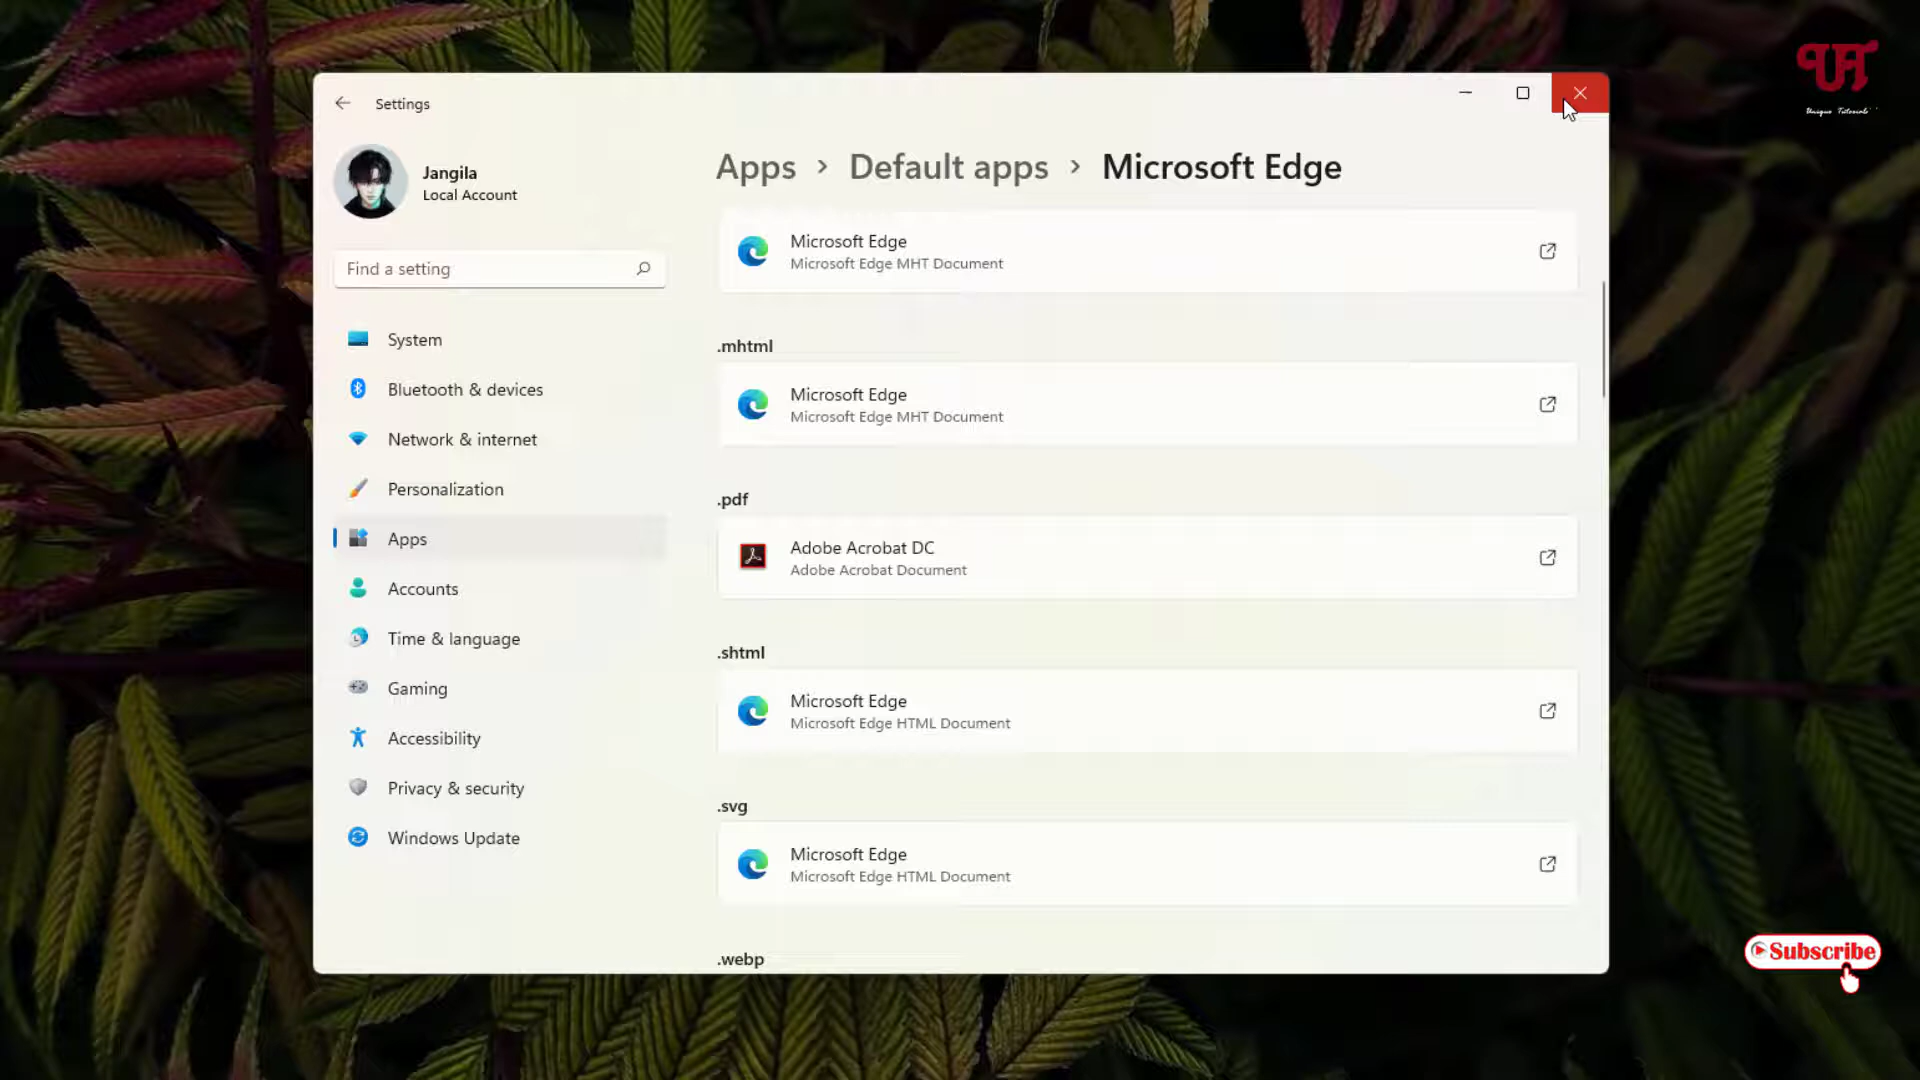 Settings
Jangila
Local Account
Find a setting
System
Bluetooth & devices
Network & internet
Personalization
Apps
Accounts
Time & language
Gaming
Accessibility
Privacy & security
Windows Update
Apps > Default apps > Microsoft Edge
Microsoft Edge
Microsoft Edge MHT Document
.mhtml
Microsoft Edge
Microsoft Edge MHT Document
.pdf
Adobe Acrobat DC
Adobe Acrobat Document
.shtml
Microsoft Edge
Microsoft Edge HTML Document
.svg
Microsoft Edge
Microsoft Edge HTML Document
.webp
UT
Unique Tutorials
Subscribe